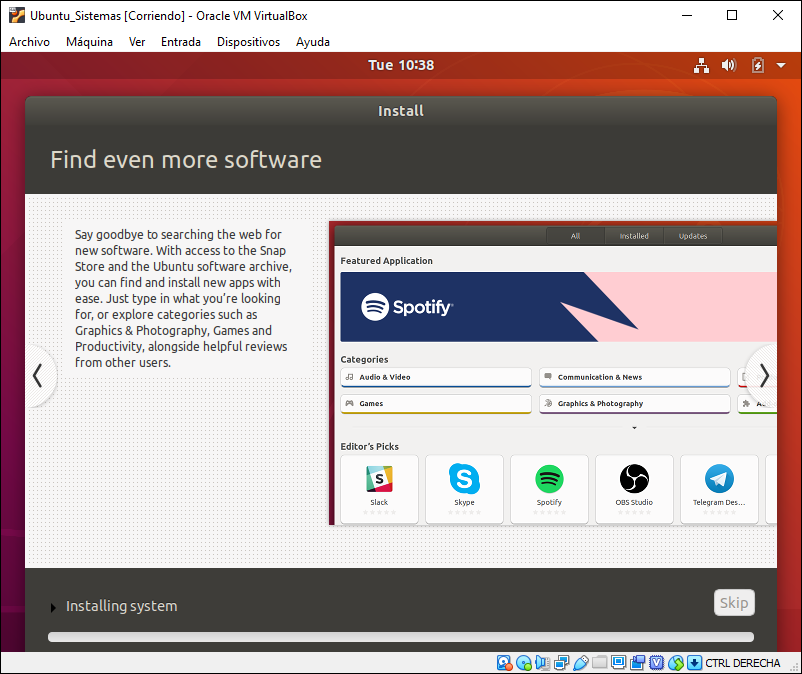 Ubuntu_Sistemas [Corriendo] - Oracle VM VirtualBox
Archivo Máquina Ver Entrada Dispositivos Ayuda
Tue 10:38
Install
Find even more software
Say goodbye to searching the web for
new software. With access to the Snap
Store and the Ubuntu software archive,
you can find and install new apps with
ease. Just type in what you're looking
for, or explore categories such as
Graphics & Photography, Games and
Productivity, alongside helpful reviews
from other users.
All Installed Updates
Featured Application
Spotify
Categories
Audio & Video Communication & News
Games Graphics & Photography
Editor's Picks
S S
Slack Skype Spotify OBS Studio Telegram Des...
Installing system
Skip
V CTRL DERECHA